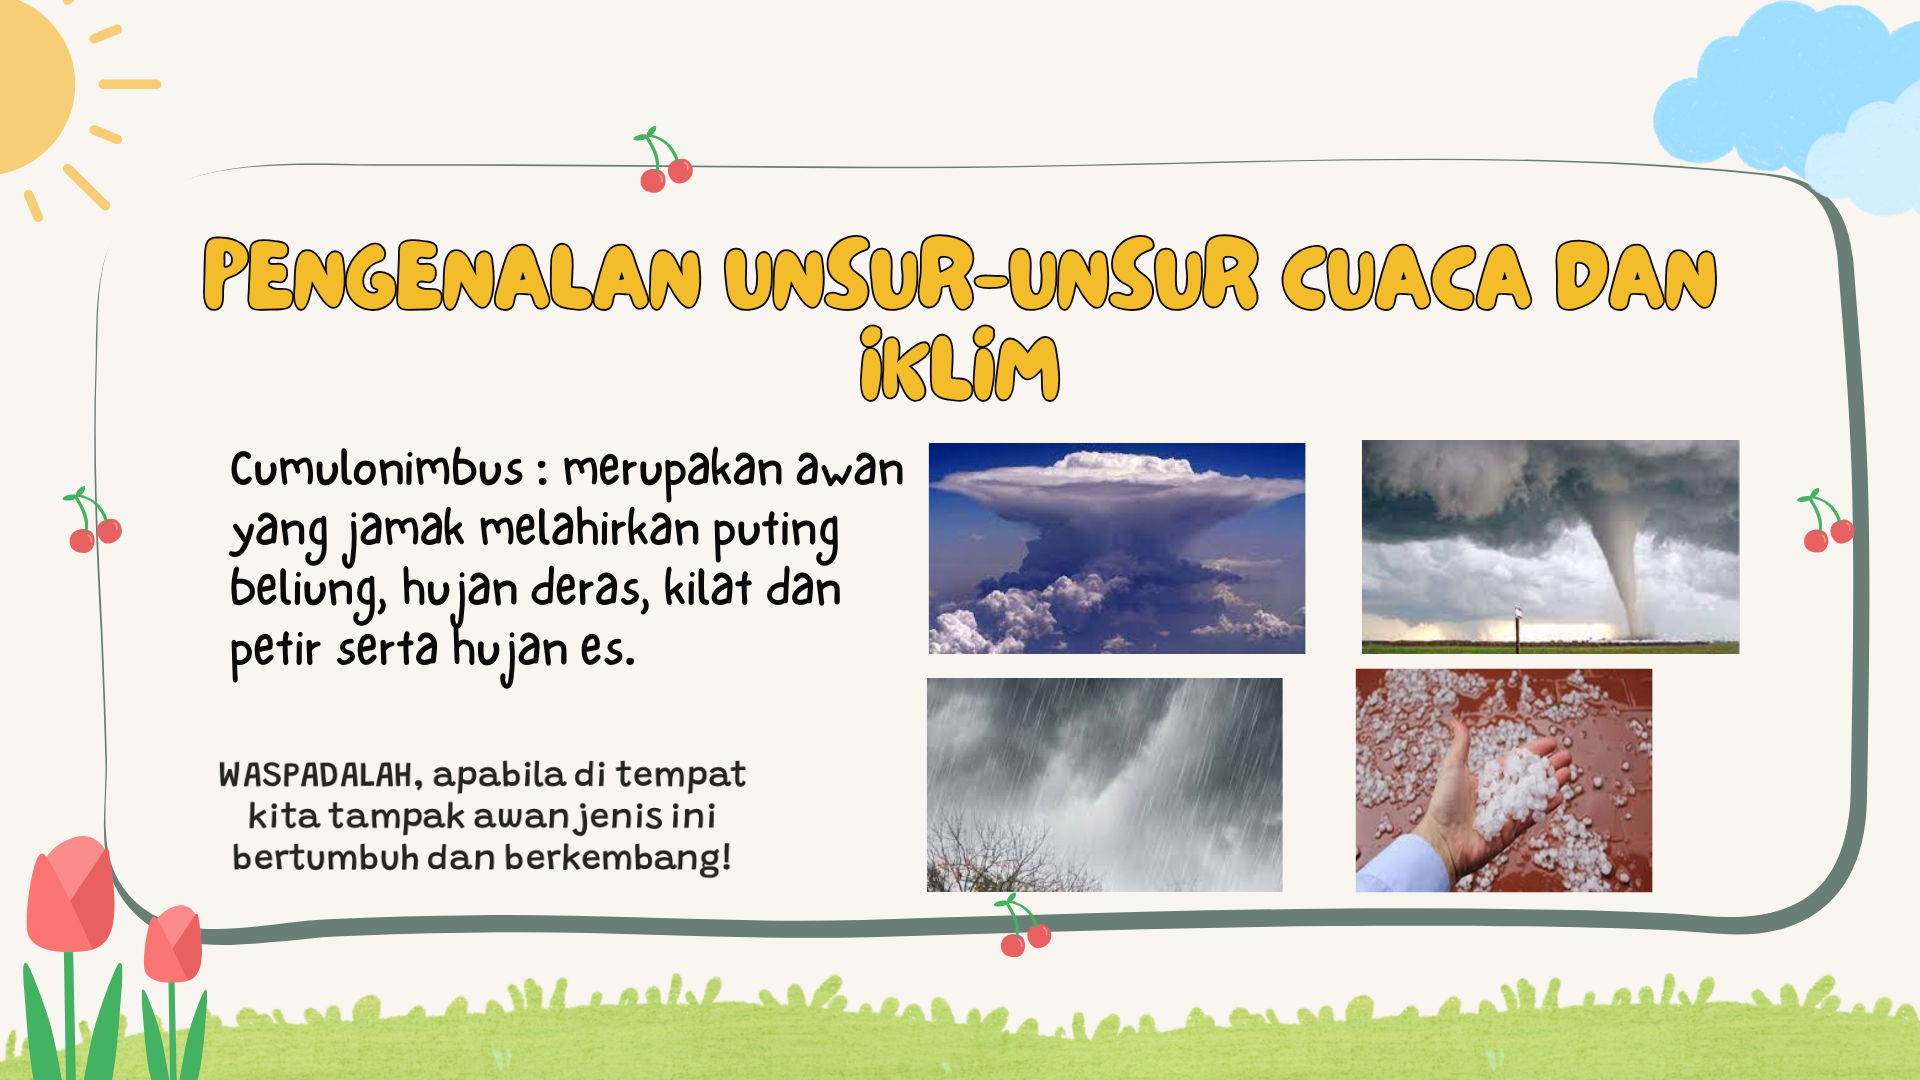 PENGENALAN UNSUR-UNSUR CUACA DAN
IKLIM
Cumulonimbus : merupakan awan
yang jamak melahirkan puting
beliung, hujan deras, kilat dan
petir serta hujan es.
WASPADALAH, apabila di tempat
kita tampak awan jenis ini
bertumbuh dan berkembang!